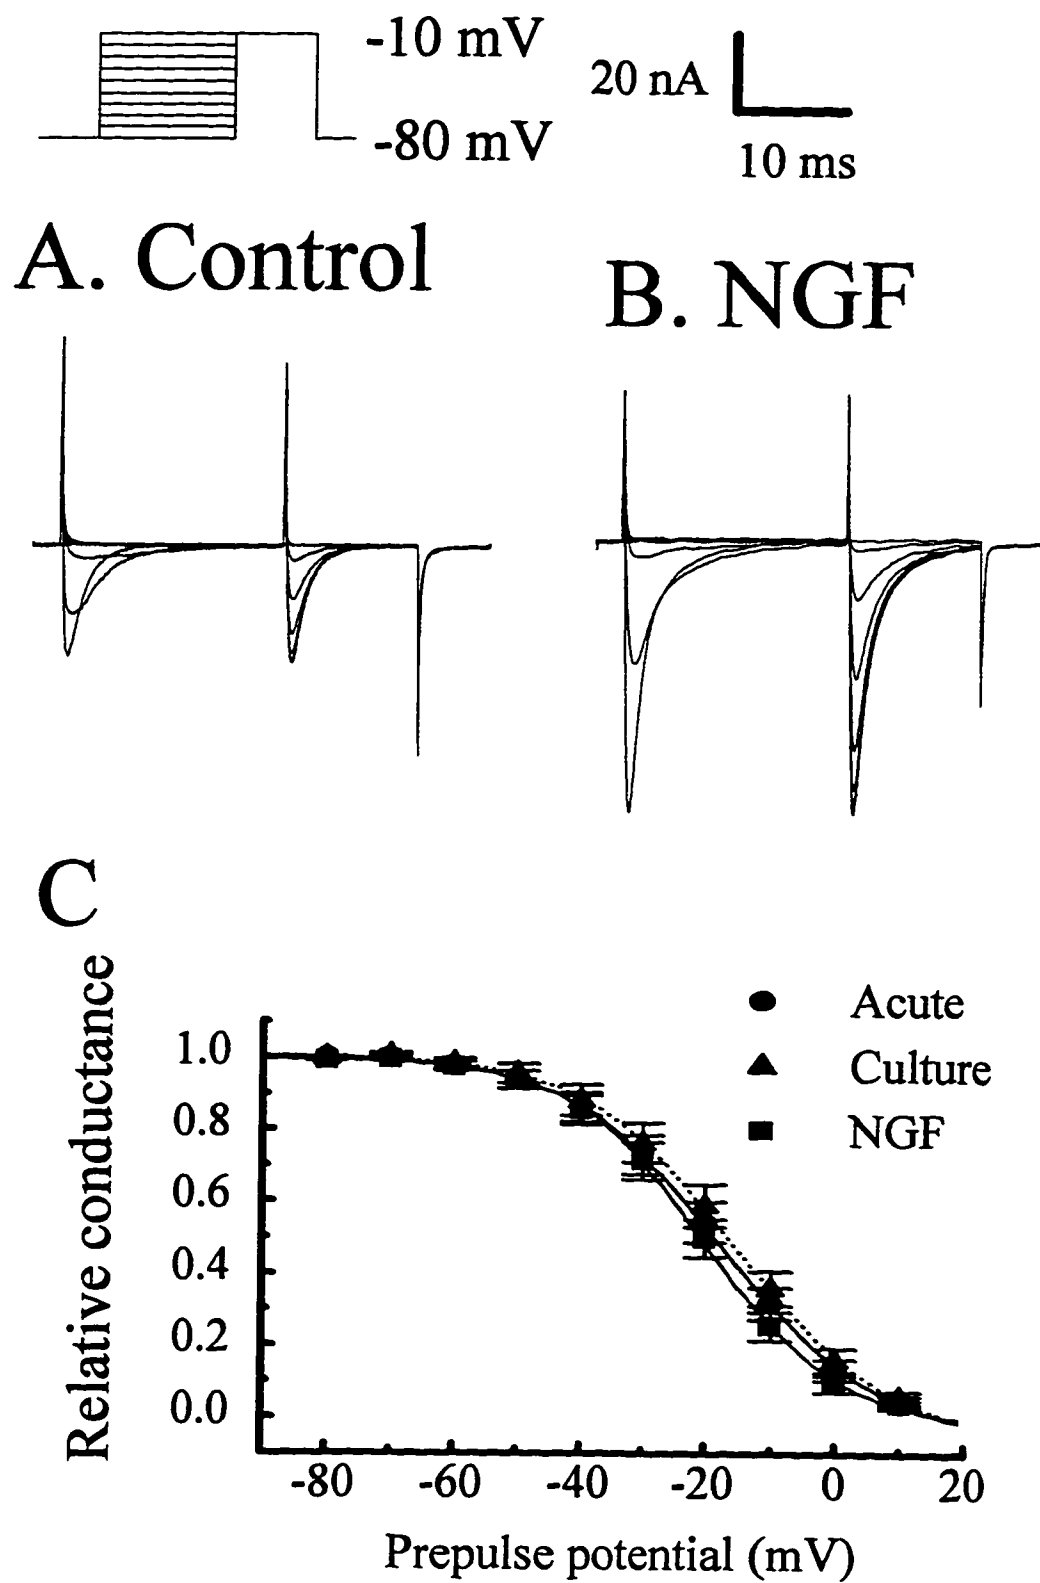 -10 mV
-80 mV
20 nA
10 ms
A. Control
B. NGF
C
Relative conductance
1.0
0.8
0.6
0.4
0.2
0.0
Acute
Culture
NGF
-80 -60 -40 -20 0 20
Prepulse potential (mV)